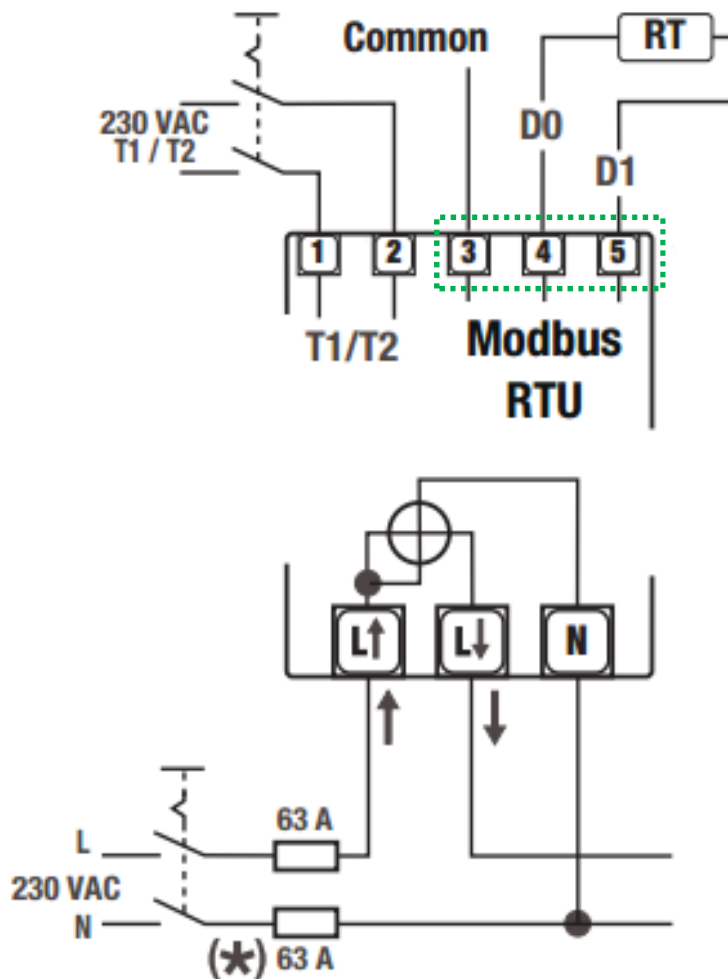 Common
RT
230 VAC
T1 / T2
D0
D1
1 2 3 4 5
T1/T2
Modbus
RTU
L L N
63 A
L
230 VAC
N
(*) 63 A